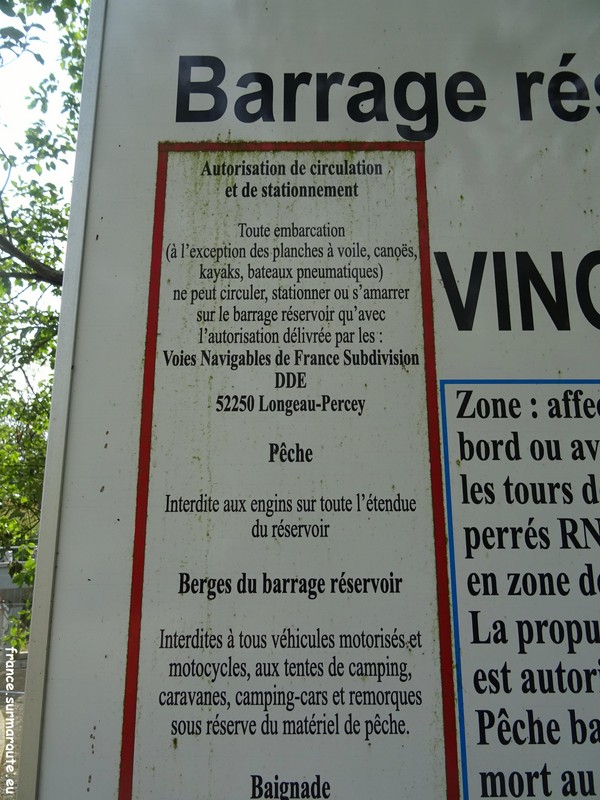 Barrage
Autorisation de circulation
et de stationnement
Toute embarcation
(à l'exception des planches à voile, canoës,
kayaks, bateaux pneumatiques)
ne peut circuler, stationner ou s'amarrer
sur le barrage réservoir qu'avec
l'autorisation délivrée par les :
Voies Navigables de France Subdivision
DDE
52250 Longeau-Percey
Pêche
Interdite aux engins sur toute l'étendue
du réservoir
Berges du barrage réservoir
Interdites à tous véhicules motorisés et
motocycles, aux tentes de camping,
caravanes, camping-cars et remorques
sous réserve du matériel de pêche.
Baignade
VIN
Zone : affe
bord ou av
les tours d
perrés RN
en zone de
La propu
est autori
Pêche ba
mort au
france.surmaroute.eu